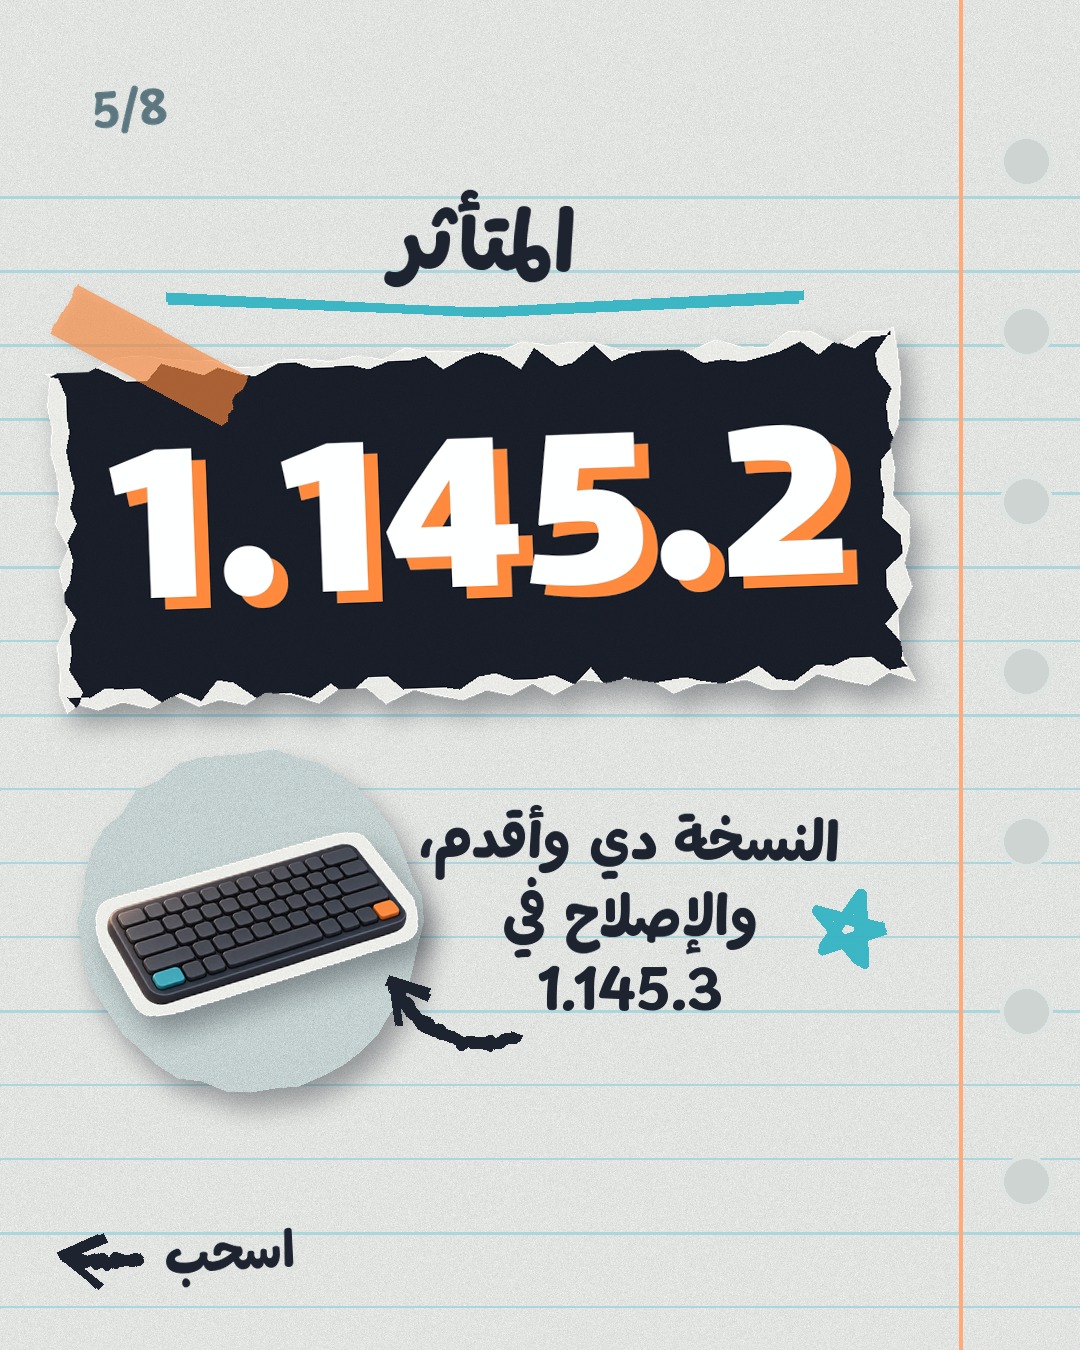 5/8
المتأثر
1.145.2
النسخة دي وأقدم،
والإصلاح في
1.145.3
اسحب